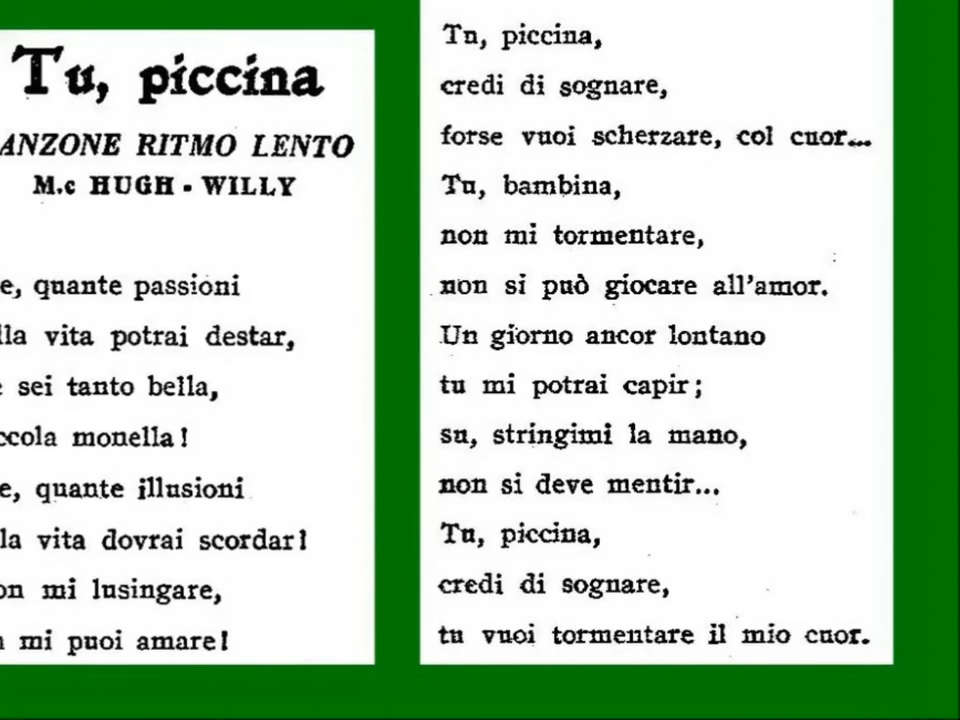 Tu, piccina
ANZONE RITMO LENTO
M.c HUGH - WILLY
e, quante passioni
lla vita potrai destar,
e sei tanto bella,
ccola monella!
e, quante illusioni
la vita dovrai scordar!
on mi lusingare,
mi puoi amare!
Tu, piccina,
credi di sognare,
forse vuoi scherzare, col cuor...
Tu, bambina,
non mi tormentare,
non si può giocare all'amor.
Un giorno ancor lontano
tu mi potrai capir;
su, stringimi la mano,
non si deve mentir...
Tu, piccina,
credi di sognare,
tu vuoi tormentare il mio cuor.